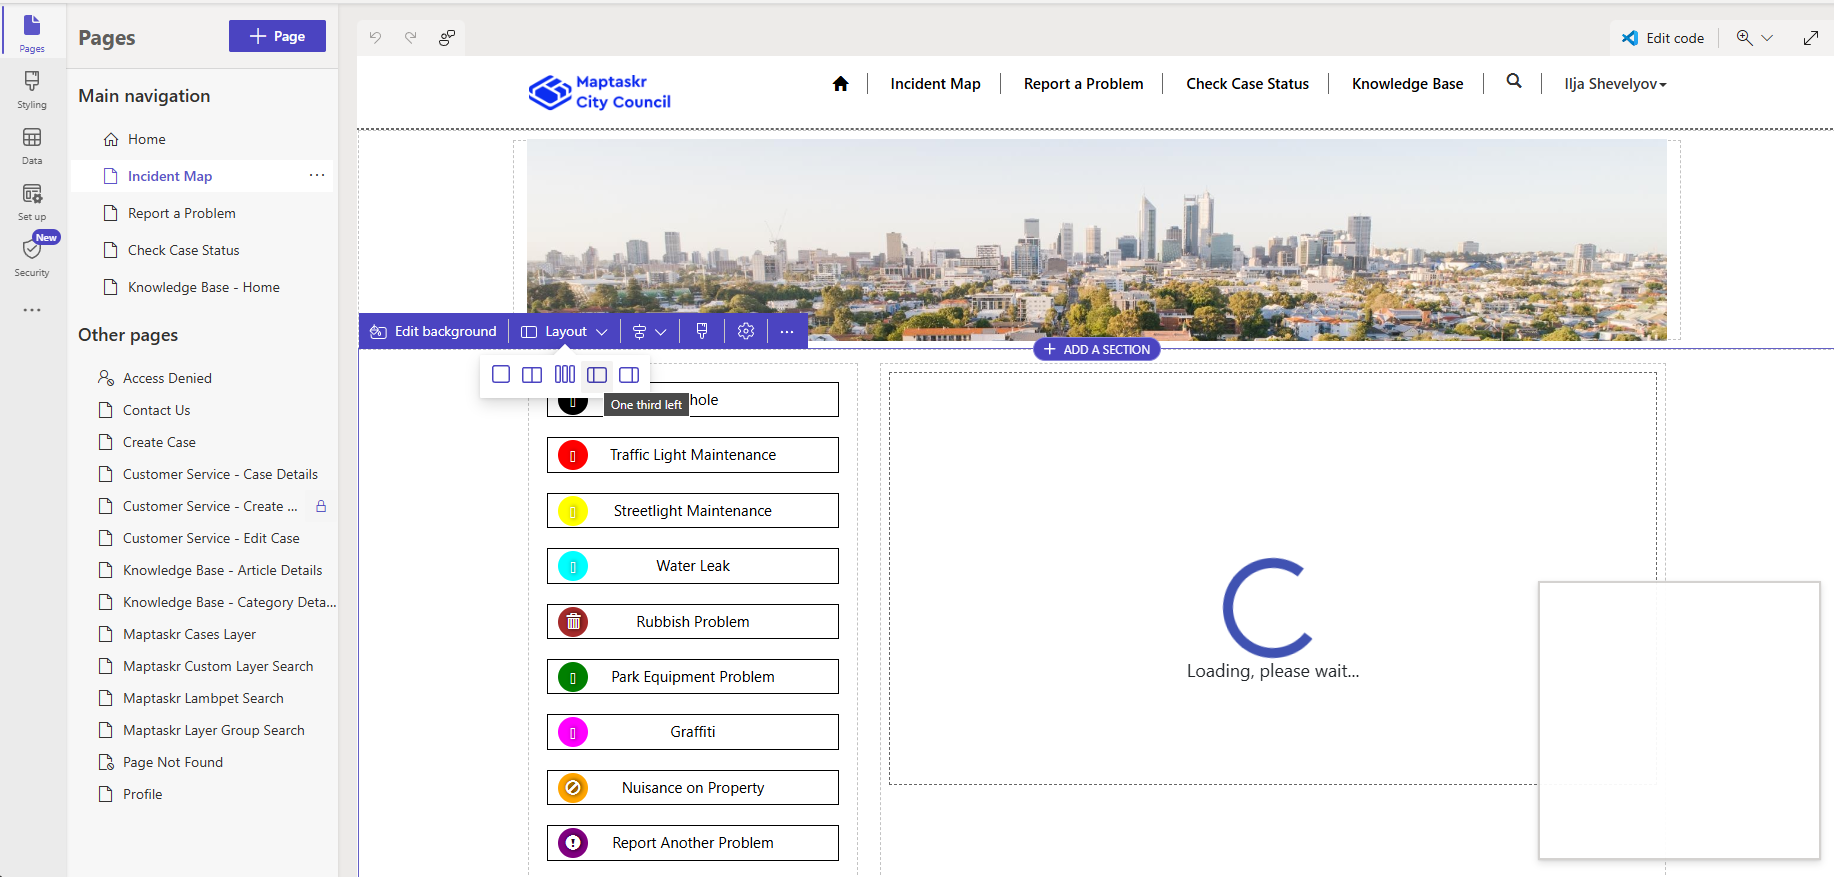 Pages
Styling
Data
Set up
New
Security
Pages
Page
Main navigation
Home
Incident Map
Report a Problem
Check Case Status
Knowledge Base - Home
Other pages
Access Denied
Contact Us
Create Case
Customer Service - Case Details
Customer Service - Create ...
Customer Service - Edit Case
Knowledge Base - Article Details
Knowledge Base - Category Deta...
Maptaskr Cases Layer
Maptaskr Custom Layer Search
Maptaskr Lambpet Search
Maptaskr Layer Group Search
Page Not Found
Profile
Edit code
Maptaskr
City Council
Incident Map
Report a Problem
Check Case Status
Knowledge Base
Ilja Shevelyov
Edit background
Layout
ADD A SECTION
One third left
hole
Traffic Light Maintenance
Streetlight Maintenance
Water Leak
Rubbish Problem
Park Equipment Problem
Graffiti
Nuisance on Property
Report Another Problem
Loading, please wait...